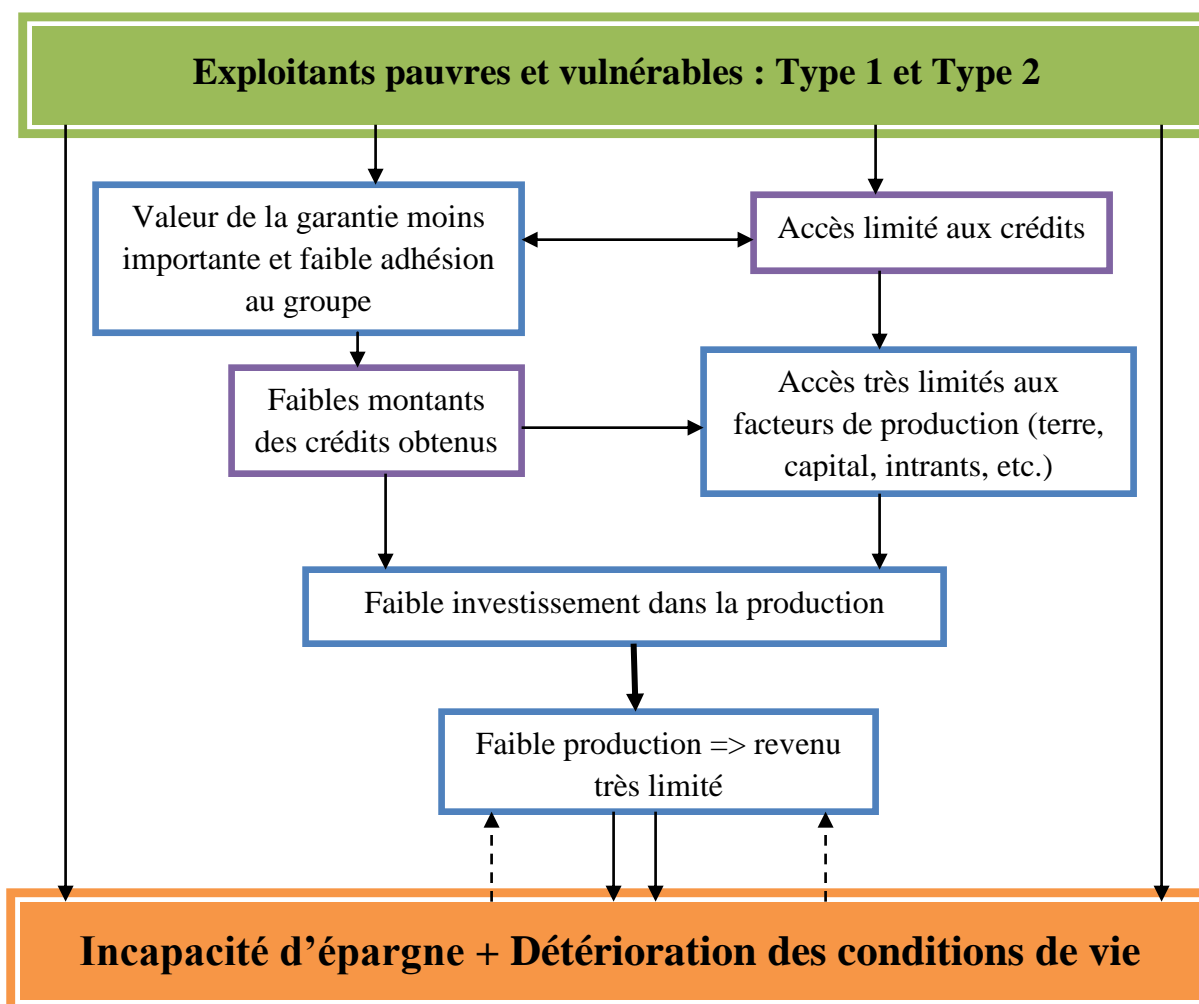 Exploitants pauvres et vulnérables : Type 1 et Type 2
Valeur de la garantie moins
importante et faible adhésion
au groupe
Accès limité aux crédits
Faibles montants
des crédits obtenus
Accès très limités aux
facteurs de production (terre,
capital, intrants, etc.)
Faible investissement dans la production
Faible production => revenu
très limité
Incapacité d’épargne + Détérioration des conditions de vie